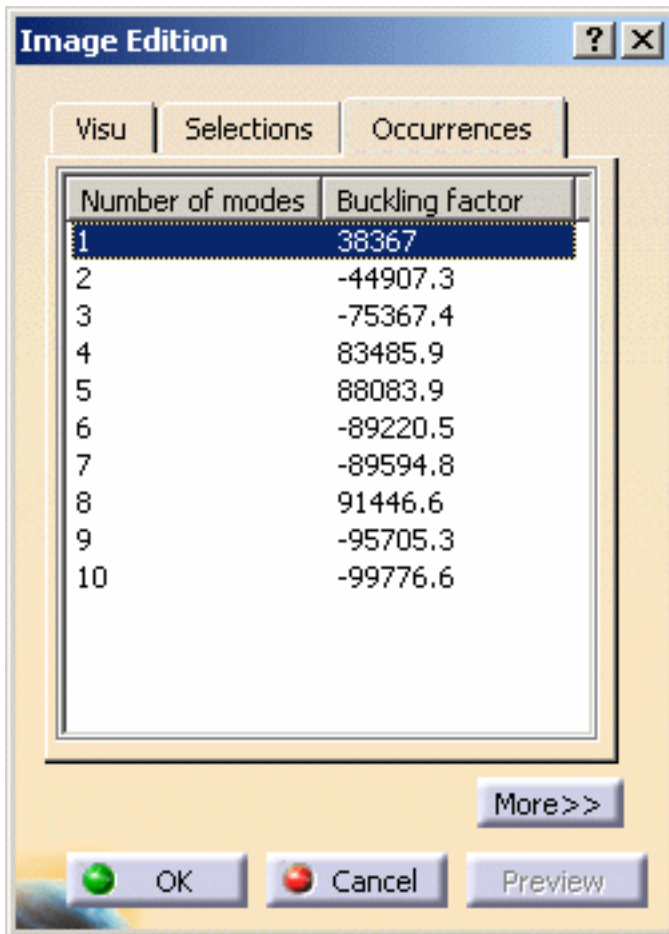 Image Edition
Visu Selections Occurrences
Number of modes Buckling factor
1 38367
2 -44907.3
3 -75367.4
4 83485.9
5 88083.9
6 -89220.5
7 -89594.8
8 91446.6
9 -95705.3
10 -99776.6
More>>
OK Cancel Preview